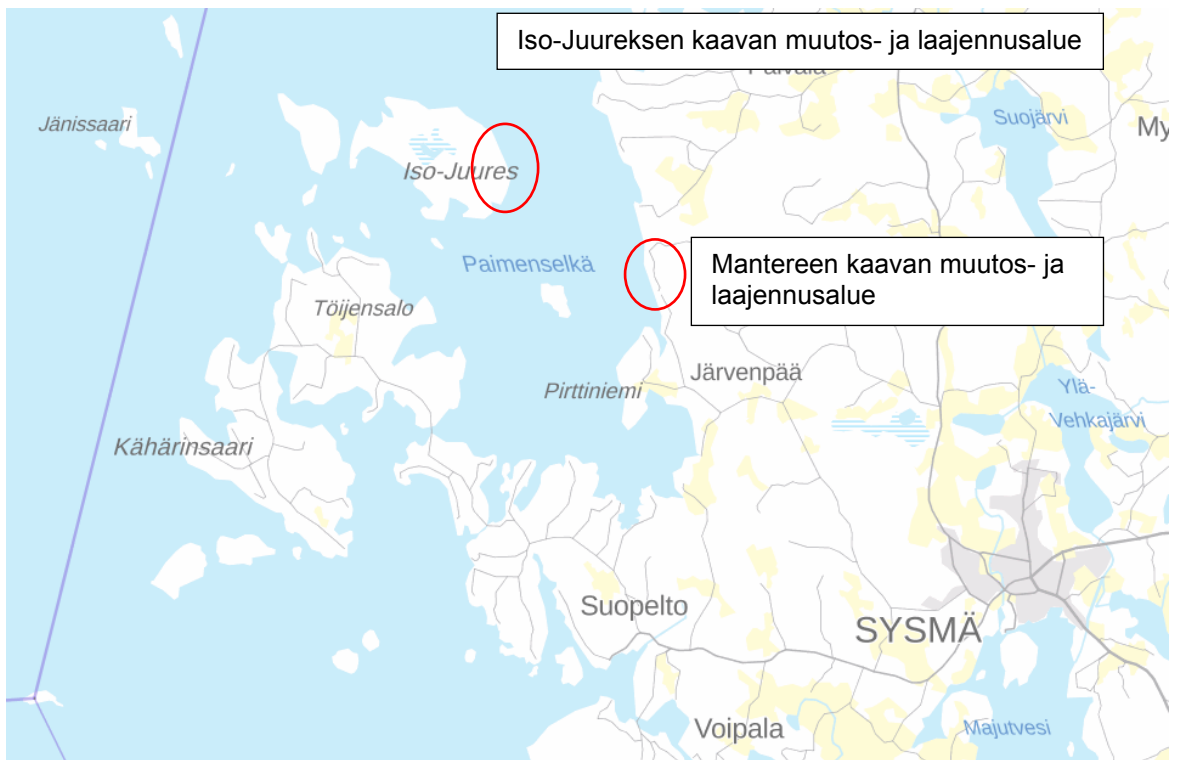 Iso-Juureksen kaavan muutos- ja laajennusalue
Jänissaari
Suojärvi
My
Iso-Juures
Paimenselkä
Mantereen kaavan muutos- ja
laajennusalue
Töijensalo
Järvenpää
Pirttiniemi
Ylä-
Vehkajärvi
Kähärinsaari
Suopelto
SYSMÄ
Voipala
Majutvesi